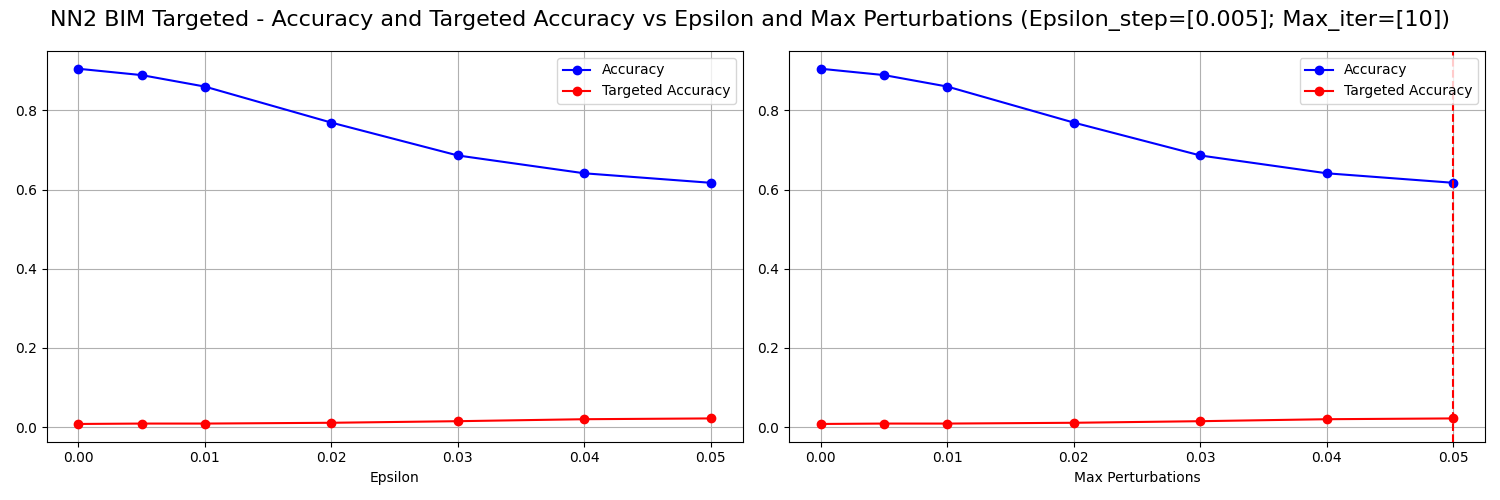 NN2 BIM Targeted - Accuracy and Targeted Accuracy vs Epsilon and Max Perturbations (Epsilon_step=[0.005]; Max_iter=[10])
Accuracy
Targeted Accuracy
0.8
0.6
0.4
0.2
0.0
0.00 0.01 0.02 0.03 0.04 0.05
Epsilon
Accuracy
Targeted Accuracy
0.8
0.6
0.4
0.2
0.0
0.00 0.01 0.02 0.03 0.04 0.05
Max Perturbations